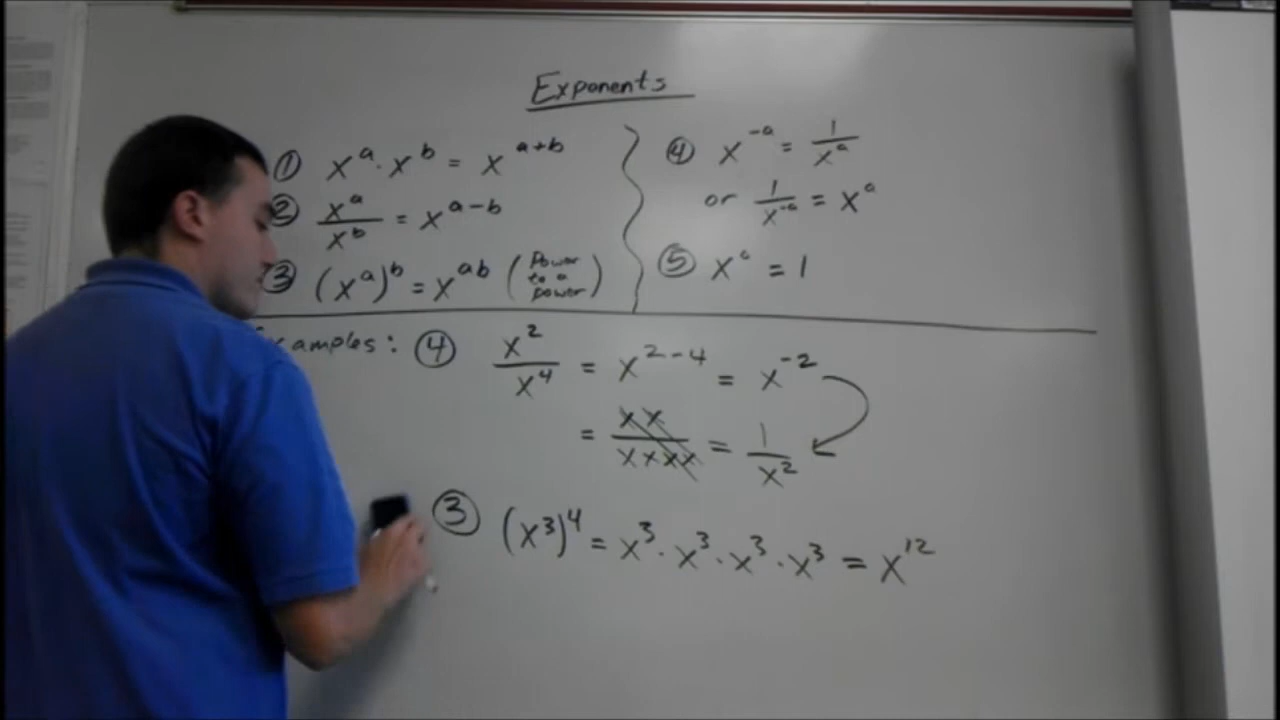 Exponents
① x^a · x^b = x^{a+b}
② x^a / x^b = x^{a-b}
③ (x^a)^b = x^{ab} (Power to a power)
④ x^{-a} = 1 / x^a
or 1 / x^{-a} = x^a
⑤ x^0 = 1
xamples: ④ x^2 / x^4 = x^{2-4} = x^{-2}
= xx / xxxx = 1 / x^2
③ (x^3)^4 = x^3 · x^3 · x^3 · x^3 = x^{12}